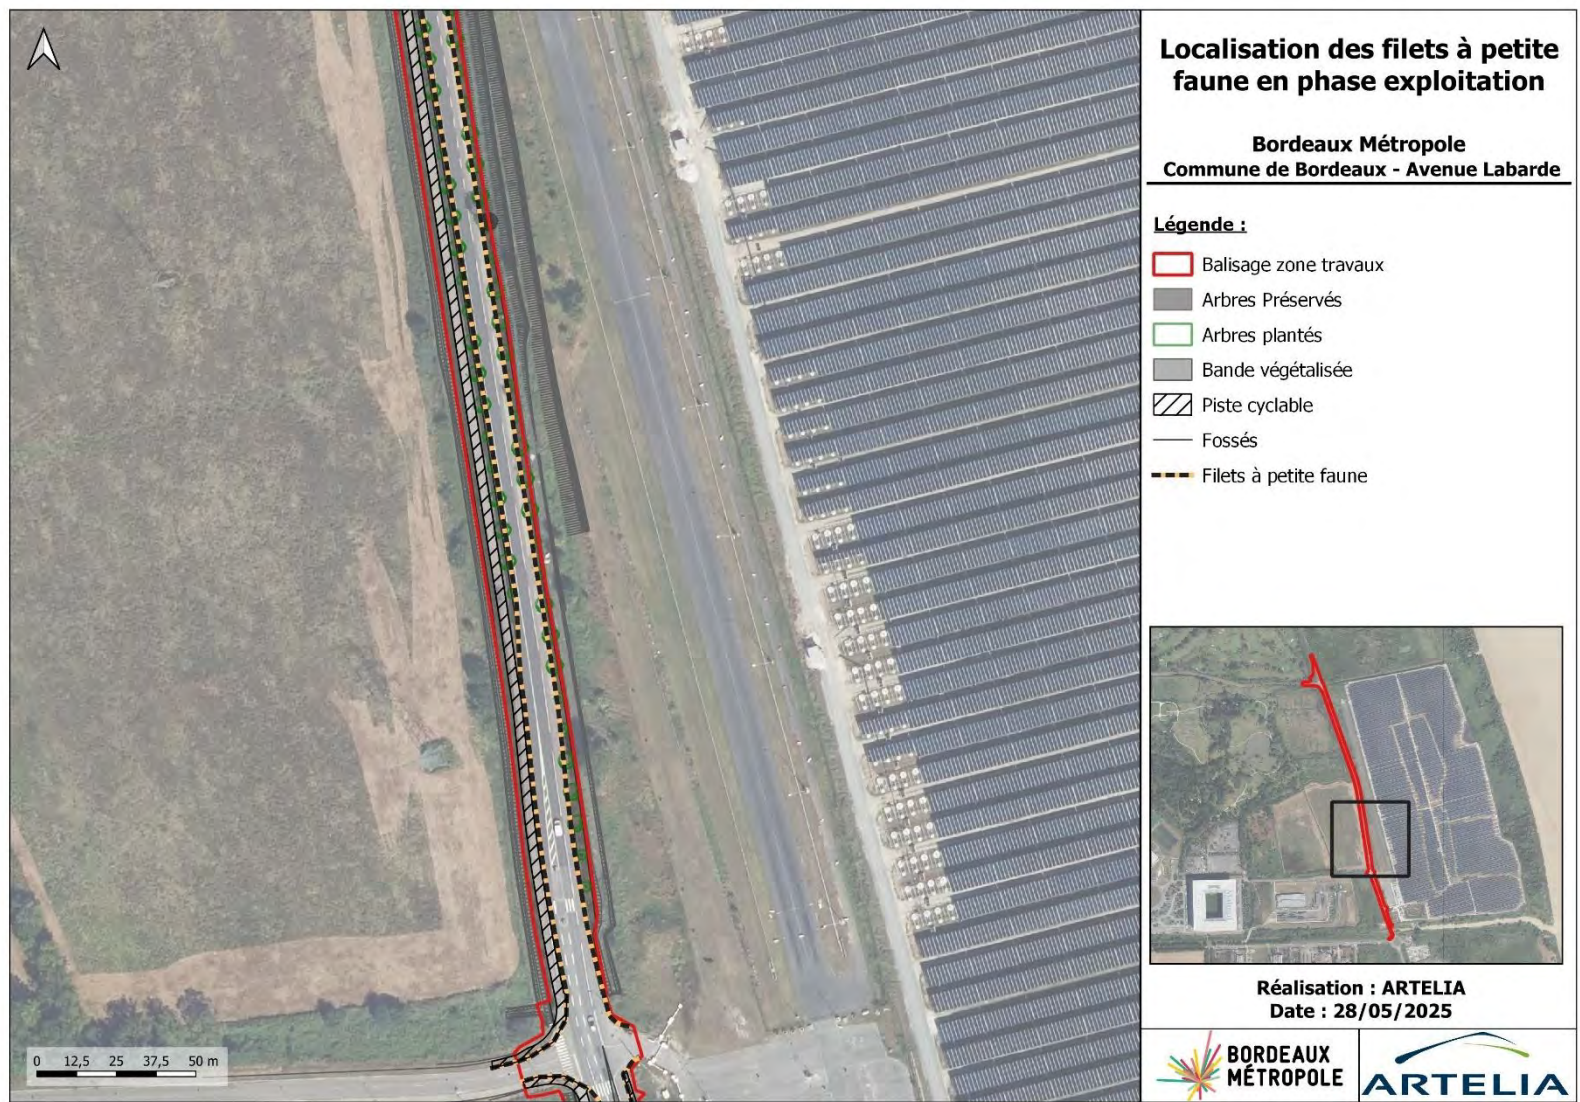 Localisation des filets à petite
faune en phase exploitation
Bordeaux Métropole
Commune de Bordeaux - Avenue Labarde
Légende :
Balisage zone travaux
Arbres Préservés
Arbres plantés
Bande végétalisée
Piste cyclable
Fossés
Filets à petite faune
0 12,5 25 37,5 50 m
Réalisation : ARTELIA
Date : 28/05/2025
BORDEAUX
MÉTROPOLE
ARTELIA